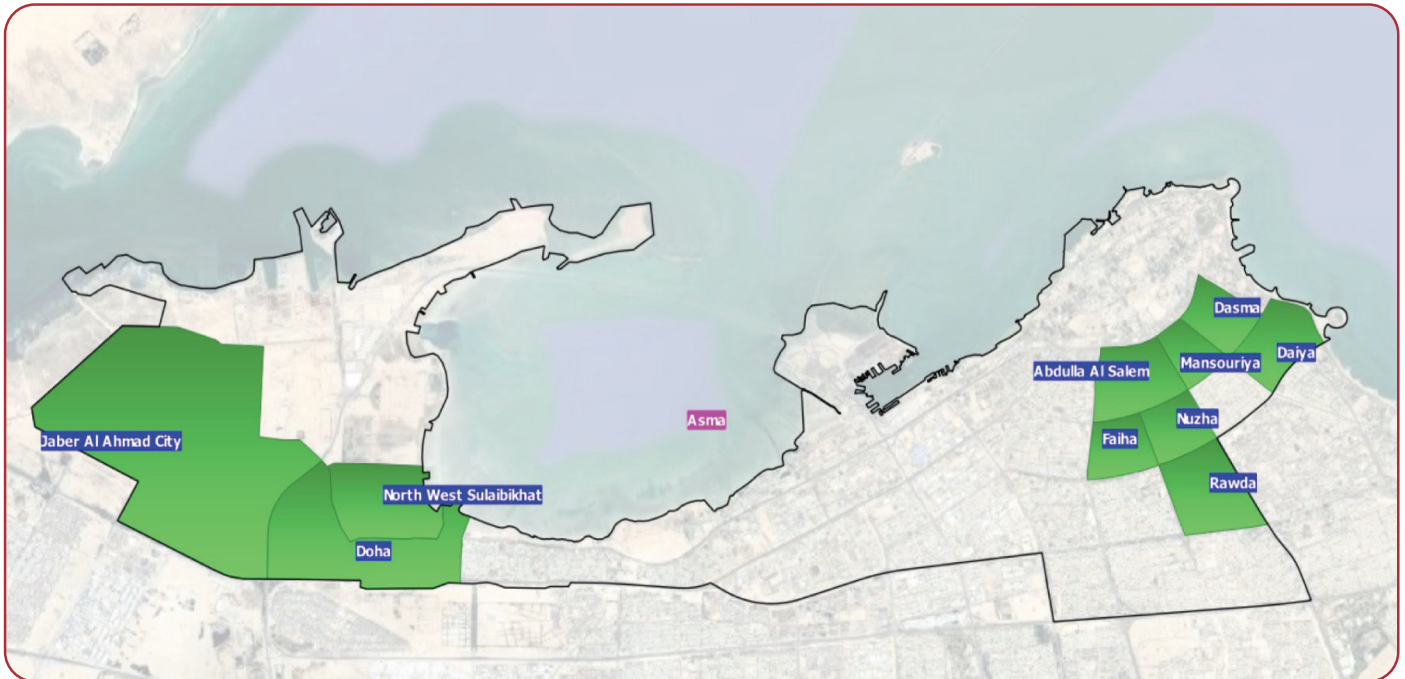 Dasma
Daiya
Mansouriya
Abdulla Al Salem
Asma
Nuzha
Faiha
Jaber Al Ahmad City
Rawda
North West Sulaibikhat
Doha